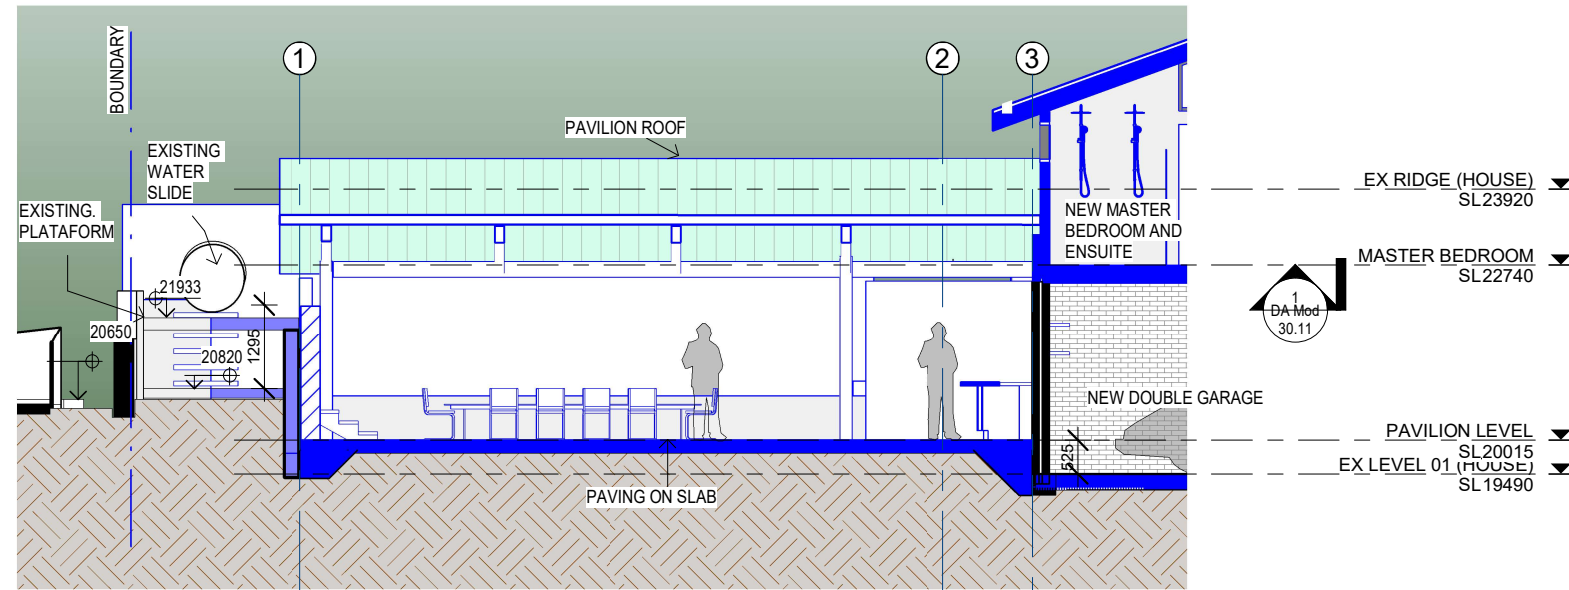 BOUNDARY
1
2
3
PAVILION ROOF
EXISTING
WATER
SLIDE
EX RIDGE (HOUSE)
SL23920
EXISTING.
PLATAFORM
NEW MASTER
BEDROOM AND
ENSUITE
MASTER BEDROOM
SL22740
21933
1
DA Mod
30.11
20650
20820
1295
NEW DOUBLE GARAGE
PAVILION LEVEL
SL20015
525
EX LEVEL 01 (HOUSE)
SL19490
PAVING ON SLAB